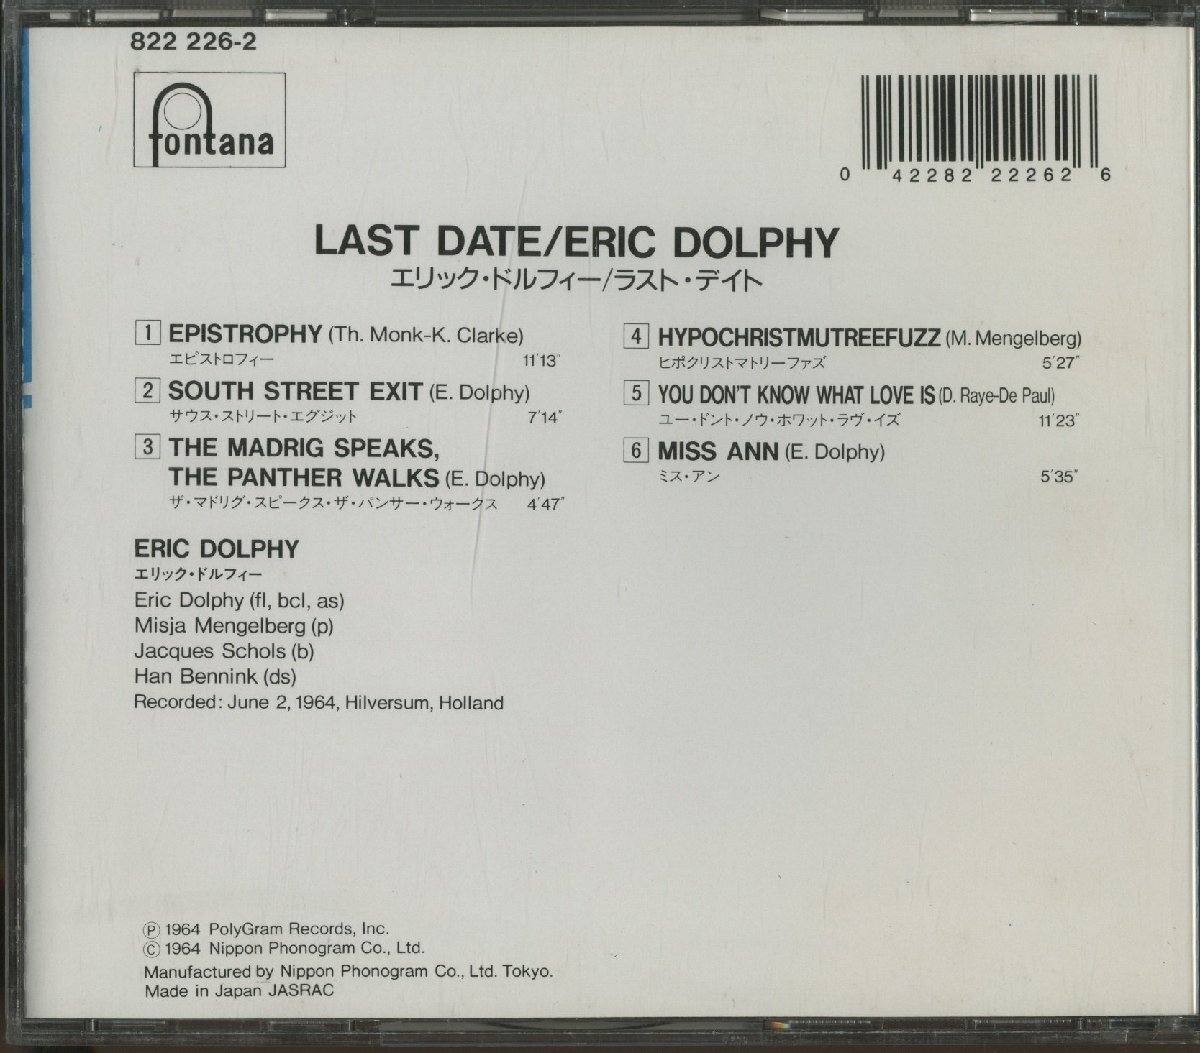 822 226-2
fontana
0 42282 22262 6
LAST DATE/ERIC DOLPHY
エリック・ドルフィー/ラスト・デイト
1 EPISTROPHY (Th. Monk-K. Clarke)
エピストロフィー 11'13"
2 SOUTH STREET EXIT (E. Dolphy)
サウス・ストリート・エグジット 7'14"
3 THE MADRIG SPEAKS,
THE PANTHER WALKS (E. Dolphy)
ザ・マドリグ・スピークス・ザ・パンサー・ウォークス 4'47"
4 HYPOCHRISTMUTREEFUZZ (M. Mengelberg)
ヒポクリストマトリーファズ 5'27"
5 YOU DON'T KNOW WHAT LOVE IS (D. Raye-De Paul)
ユー・ドント・ノウ・ホワット・ラヴ・イズ 11'23"
6 MISS ANN (E. Dolphy)
ミス・アン 5'35"
ERIC DOLPHY
エリック・ドルフィー
Eric Dolphy (fl, bcl, as)
Misja Mengelberg (p)
Jacques Schols (b)
Han Bennink (ds)
Recorded: June 2, 1964, Hilversum, Holland
Ⓟ 1964 PolyGram Records, Inc.
Ⓒ 1964 Nippon Phonogram Co., Ltd.
Manufactured by Nippon Phonogram Co., Ltd. Tokyo.
Made in Japan JASRAC